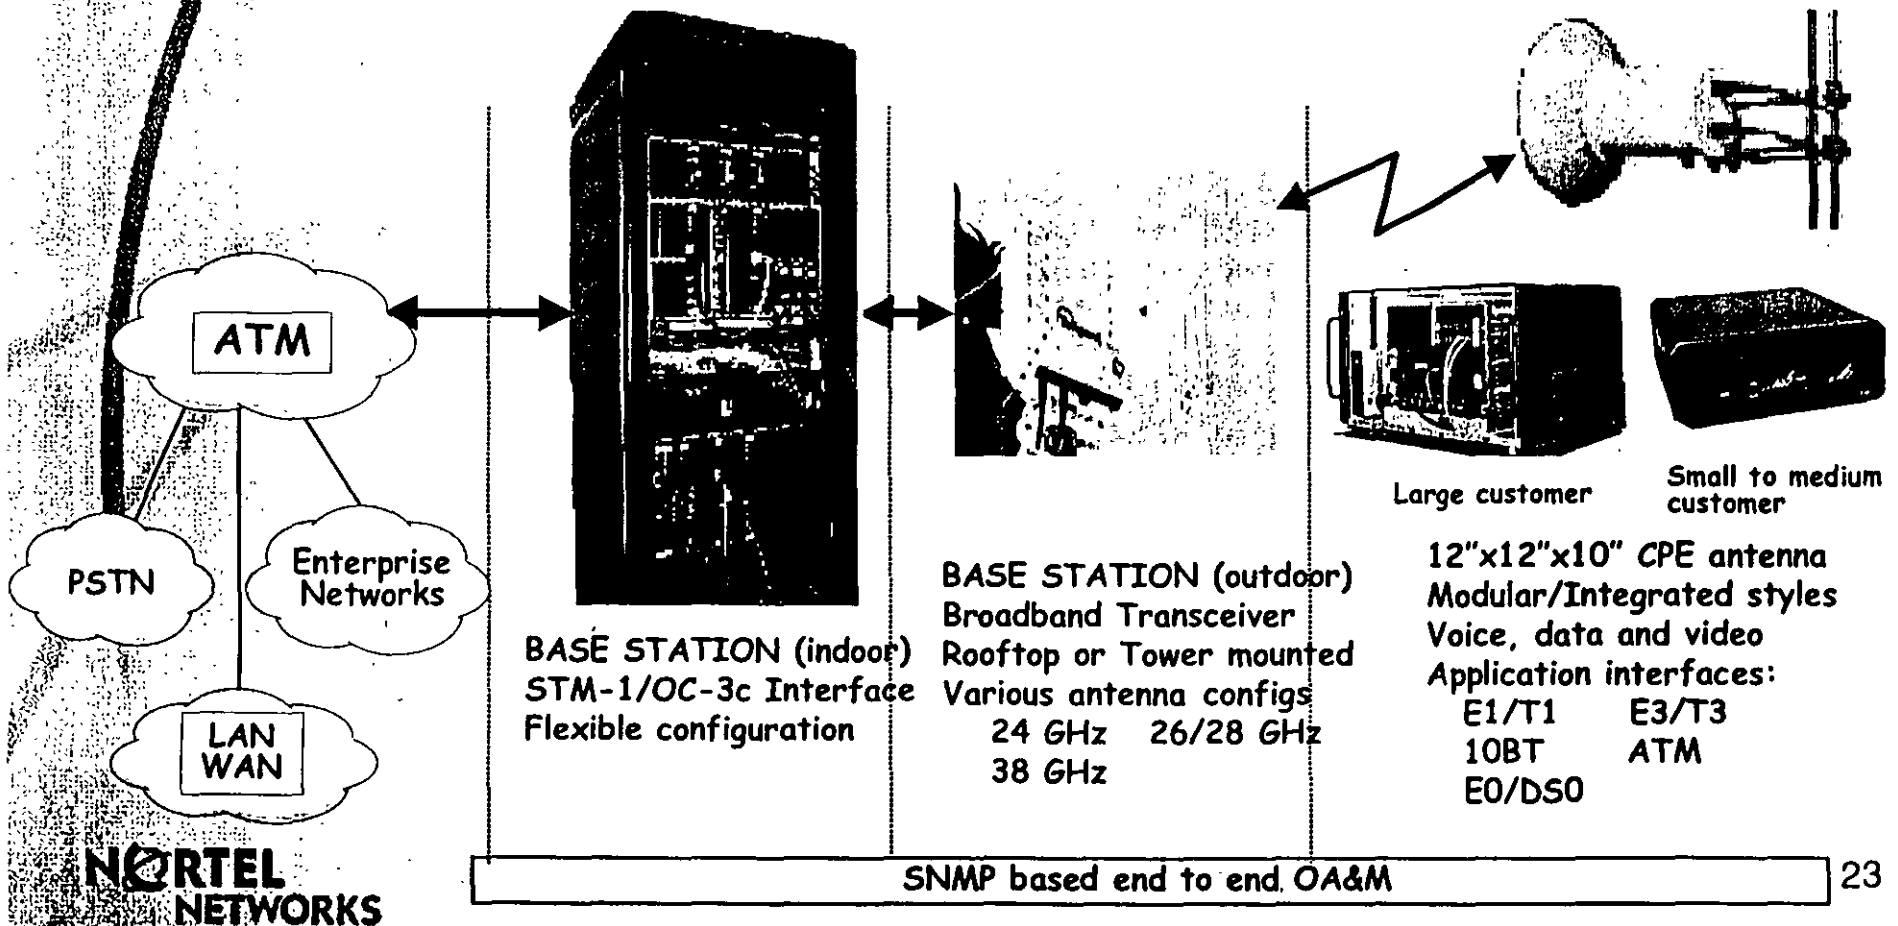 ATM
PSTN
Enterprise
Networks
LAN
WAN
BASE STATION (indoor)
STM-1/OC-3c Interface
Flexible configuration
BASE STATION (outdoor)
Broadband Transceiver
Rooftop or Tower mounted
Various antenna configs
24 GHz 26/28 GHz
38 GHz
Large customer
Small to medium
customer
12"x12"x10" CPE antenna
Modular/Integrated styles
Voice, data and video
Application interfaces:
E1/T1 E3/T3
10BT ATM
E0/DS0
NORTEL
NETWORKS
SNMP based end to end OA&M
23